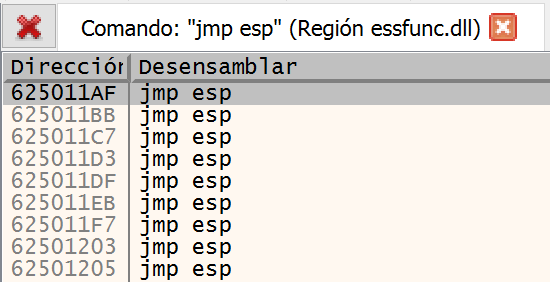 Comando: "jmp esp" (Región essfunc.dll)
Dirección Desensamblar
625011AF jmp esp
625011BB jmp esp
625011C7 jmp esp
625011D3 jmp esp
625011DF jmp esp
625011EB jmp esp
625011F7 jmp esp
62501203 jmp esp
62501205 jmp esp